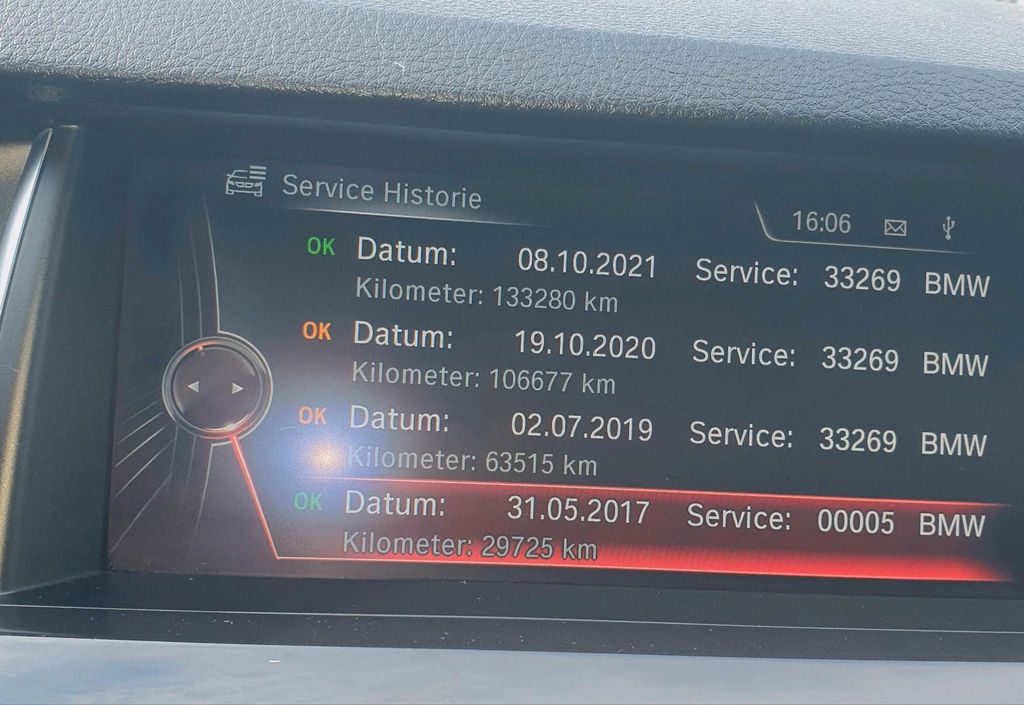 Service Historie
16:06
OK Datum: 08.10.2021 Service: 33269 BMW
Kilometer: 133280 km
OK Datum: 19.10.2020 Service: 33269 BMW
Kilometer: 106677 km
OK Datum: 02.07.2019 Service: 33269 BMW
Kilometer: 63515 km
OK Datum: 31.05.2017 Service: 00005 BMW
Kilometer: 29725 km